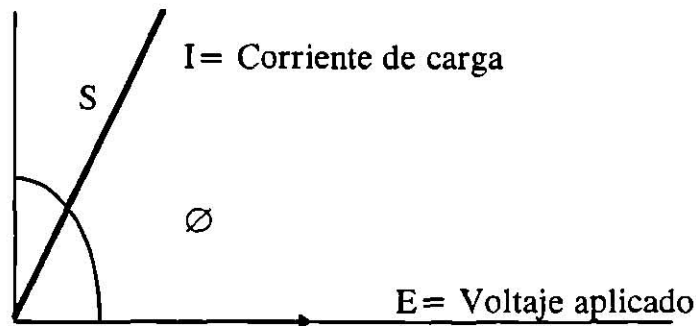 I= Corriente de carga
S
∅
E= Voltaje aplicado